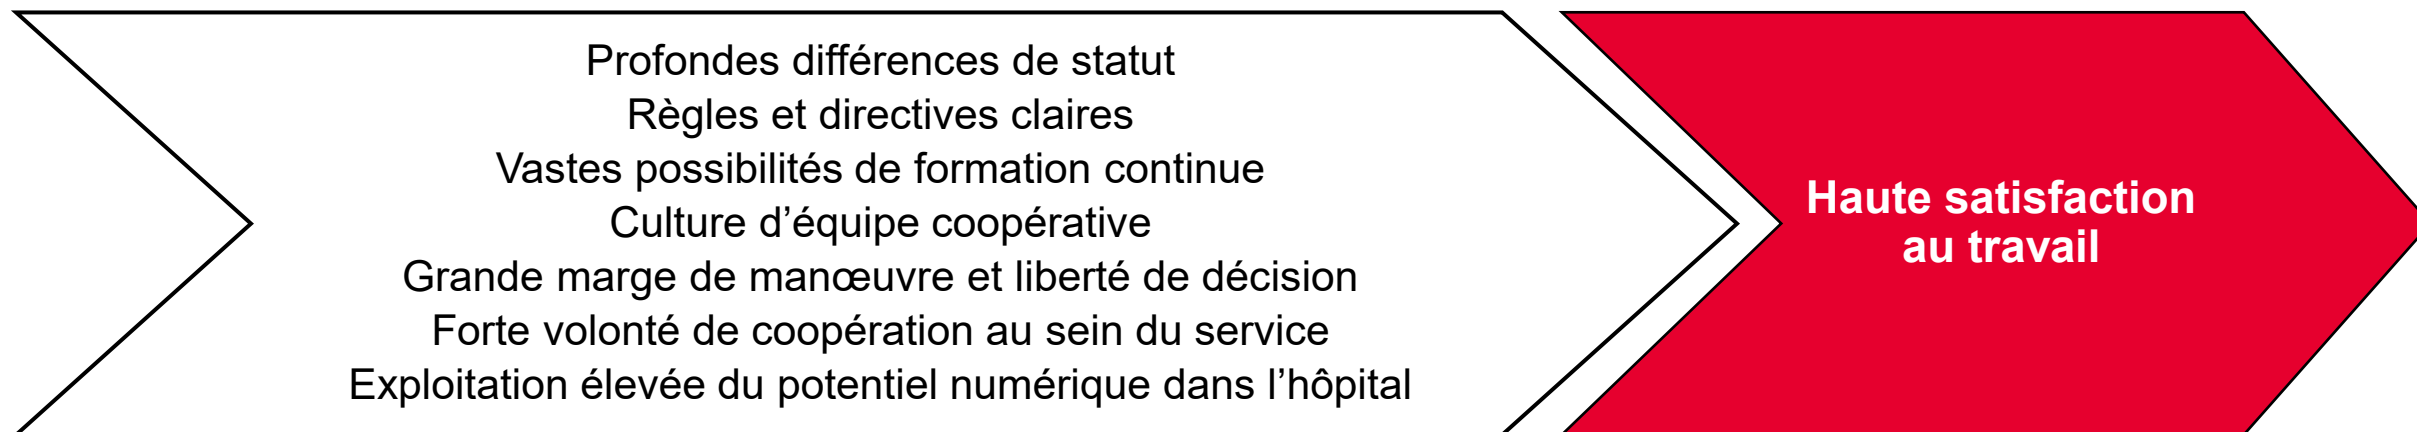 Profondes différences de statut
Règles et directives claires
Vastes possibilités de formation continue
Culture d’équipe coopérative
Grande marge de manœuvre et liberté de décision
Forte volonté de coopération au sein du service
Exploitation élevée du potentiel numérique dans l’hôpital
Haute satisfaction
au travail